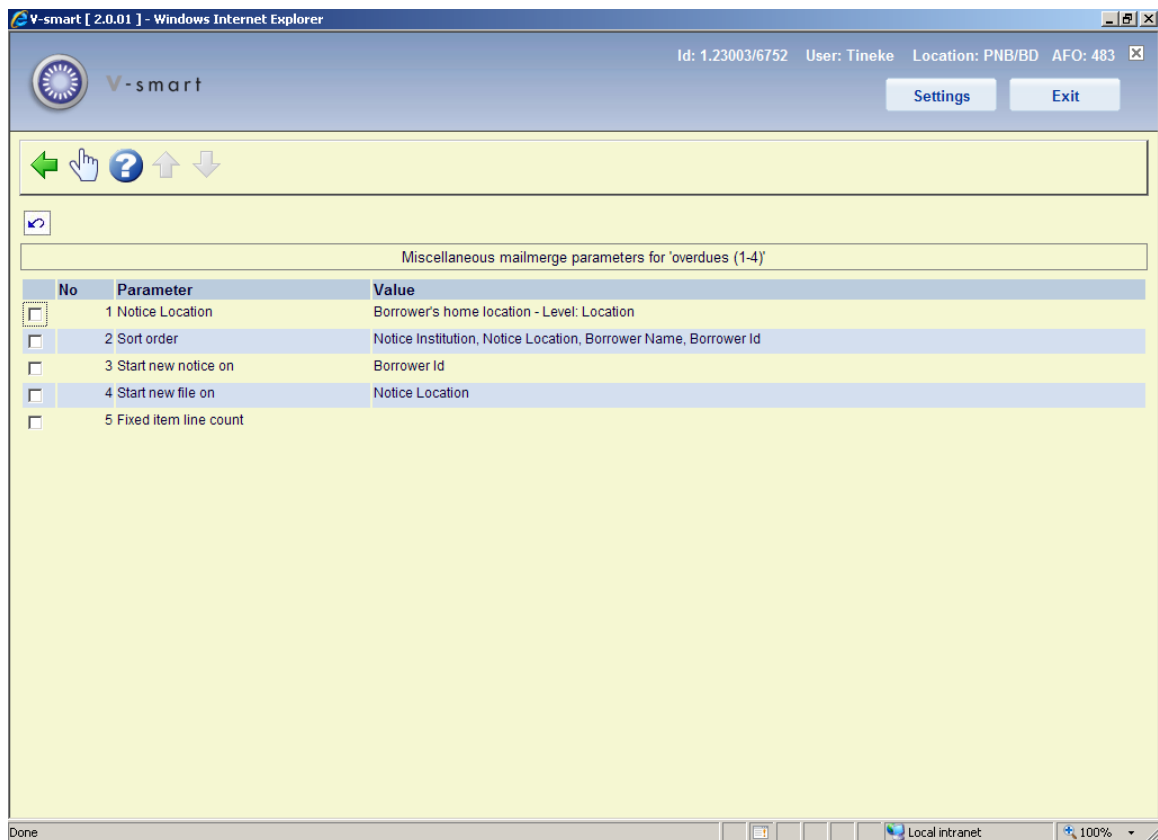 V-smart [ 2.0.01 ] - Windows Internet Explorer
Id: 1.23003/6752 User: Tineke Location: PNB/BD AFO: 483
V-smart
Settings Exit
Miscellaneous mailmerge parameters for 'overdues (1-4)'
No Parameter Value
1 Notice Location Borrower's home location - Level: Location
2 Sort order Notice Institution, Notice Location, Borrower Name, Borrower Id
3 Start new notice on Borrower Id
4 Start new file on Notice Location
5 Fixed item line count
Done Local intranet 100%